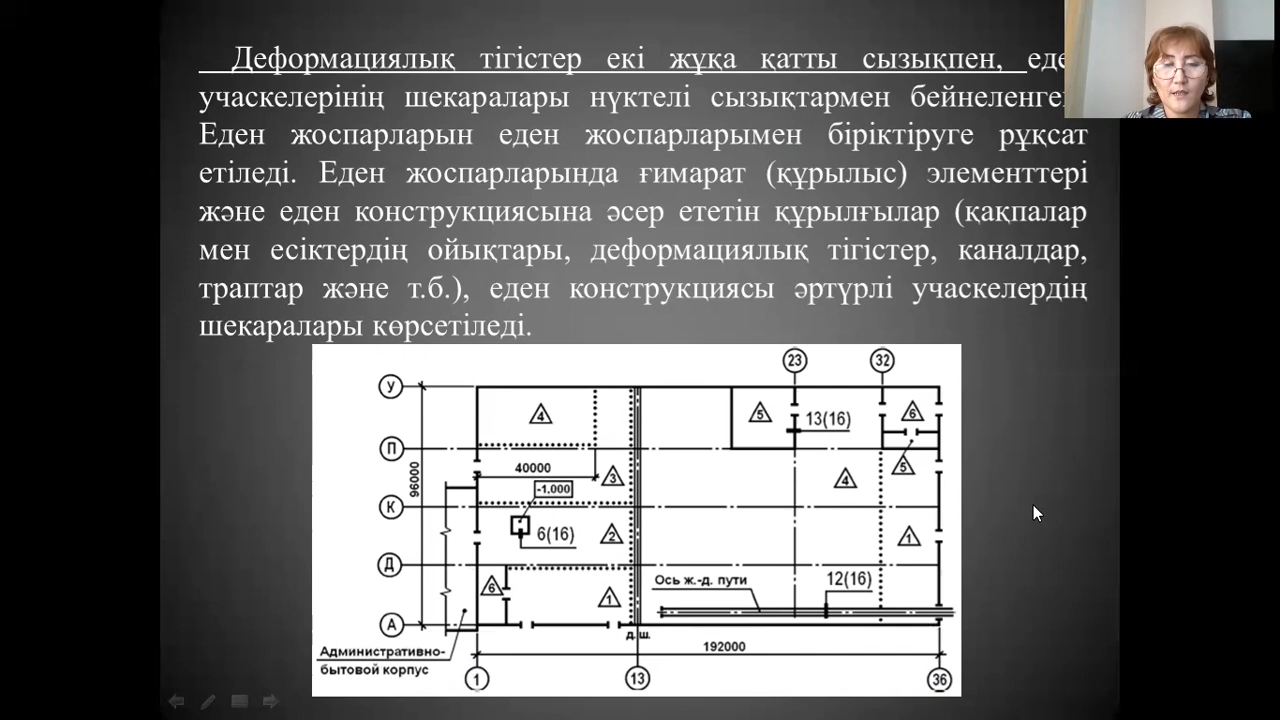 Деформациялық тігістер екі жұқа қатты сызықпен,
учаскелерінің шекаралары нүктелі сызықтармен
Еден жоспарларын еден жоспарларымен біріктіруге рұқсат
етіледі. Еден жоспарларында ғимарат (құрылыс) элементтері
және еден конструкциясына әсер ететін құрылғылар (қақпалар
мен есіктердің ойықтары, деформациялық тігістер, каналдар,
траптар және т.б.), еден конструкциясы әртүрлі учаскелердің
шекаралары көрсетіледі.
23 32
У
4 5 13(16) 6
П
40000 3 4 5
96000
-1,000
К
6(16) 2 1
Д
6 1 Ось ж.-д. пути 12(16)
А
д.ш.
Административно-
бытовой корпус
192000
1 13 36